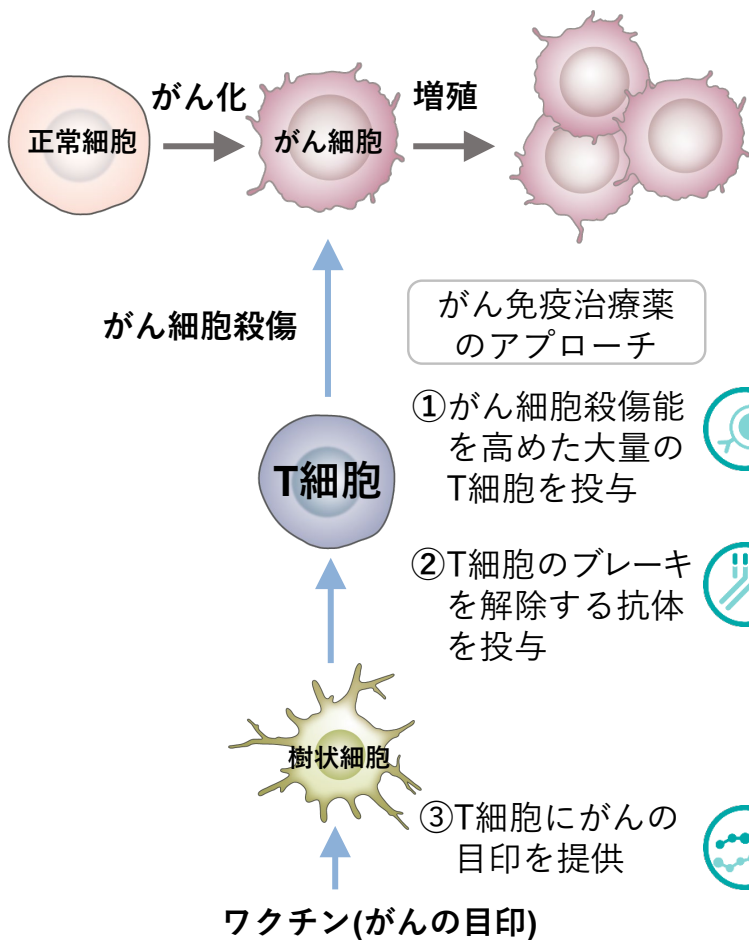 がん化
増殖
正常細胞
がん細胞
がん細胞殺傷
がん免疫治療薬
のアプローチ
①がん細胞殺傷能
を高めた大量の
T細胞を投与
T細胞
②T細胞のブレーキ
を解除する抗体
を投与
樹状細胞
③T細胞にがんの
目印を提供
ワクチン(がんの目印)